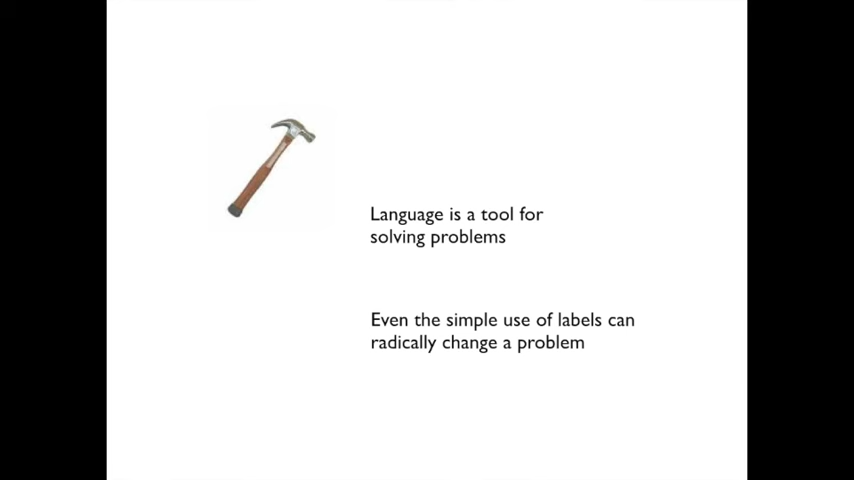 Language is a tool for
solving problems
Even the simple use of labels can
radically change a problem